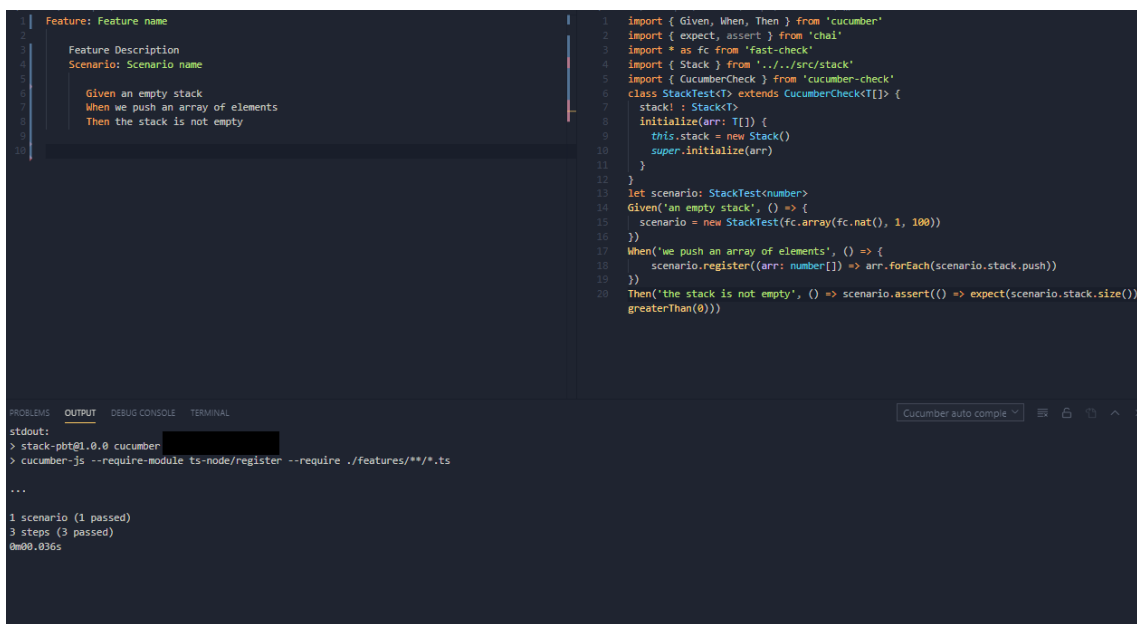 1 Feature: Feature name
2
3 Feature Description
4 Scenario: Scenario name
5
6 Given an empty stack
7 When we push an array of elements
8 Then the stack is not empty
9
10
1 import { Given, When, Then } from 'cucumber'
2 import { expect, assert } from 'chai'
3 import * as fc from 'fast-check'
4 import { Stack } from '../../src/stack'
5 import { CucumberCheck } from 'cucumber-check'
6 class StackTest<T> extends CucumberCheck<T[]> {
7 stack! : Stack<T>
8 initialize(arr: T[]) {
9 this.stack = new Stack()
10 super.initialize(arr)
11 }
12 }
13 let scenario: StackTest<number>
14 Given('an empty stack', () => {
15 scenario = new StackTest(fc.array(fc.nat(), 1, 100))
16 })
17 When('we push an array of elements', () => {
18 scenario.register((arr: number[]) => arr.forEach(scenario.stack.push))
19 })
20 Then('the stack is not empty', () => scenario.assert(() => expect(scenario.stack.size())
greaterThan(0)))
PROBLEMS OUTPUT DEBUG CONSOLE TERMINAL Cucumber auto comple
stdout:
> stack-pbt@1.0.0 cucumber
> cucumber-js --require-module ts-node/register --require ./features/**/*.ts
...
1 scenario (1 passed)
3 steps (3 passed)
0m00.036s